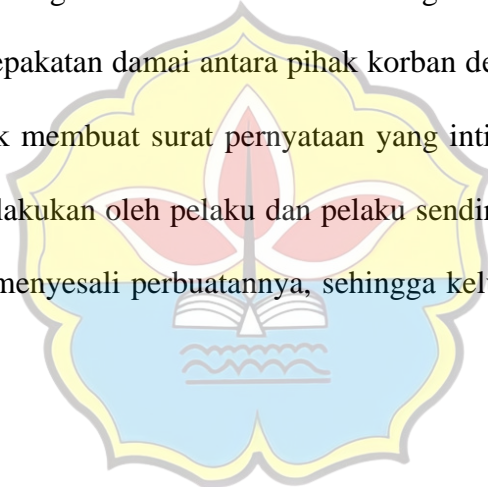 epakatan damai antara pihak korban de
k membuat surat pernyataan yang inti
lakukan oleh pelaku dan pelaku sendir
menyesali perbuatannya, sehingga kel